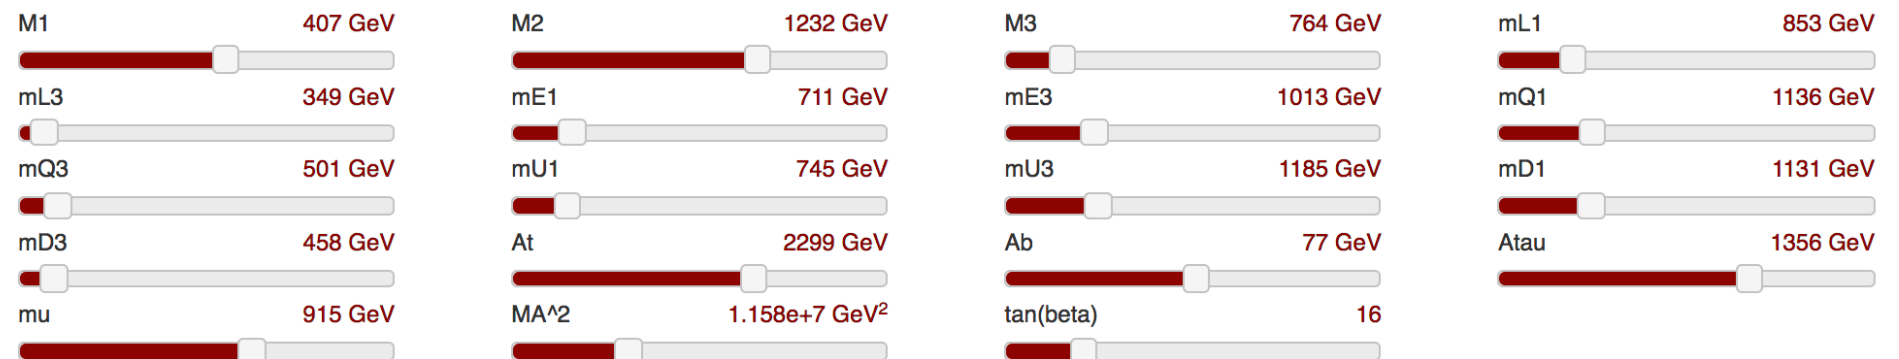 M1 407 GeV M2 1232 GeV M3 764 GeV mL1 853 GeV
mL3 349 GeV mE1 711 GeV mE3 1013 GeV mQ1 1136 GeV
mQ3 501 GeV mU1 745 GeV mU3 1185 GeV mD1 1131 GeV
mD3 458 GeV At 2299 GeV Ab 77 GeV Atau 1356 GeV
mu 915 GeV MA^2 1.158e+7 GeV² tan(beta) 16